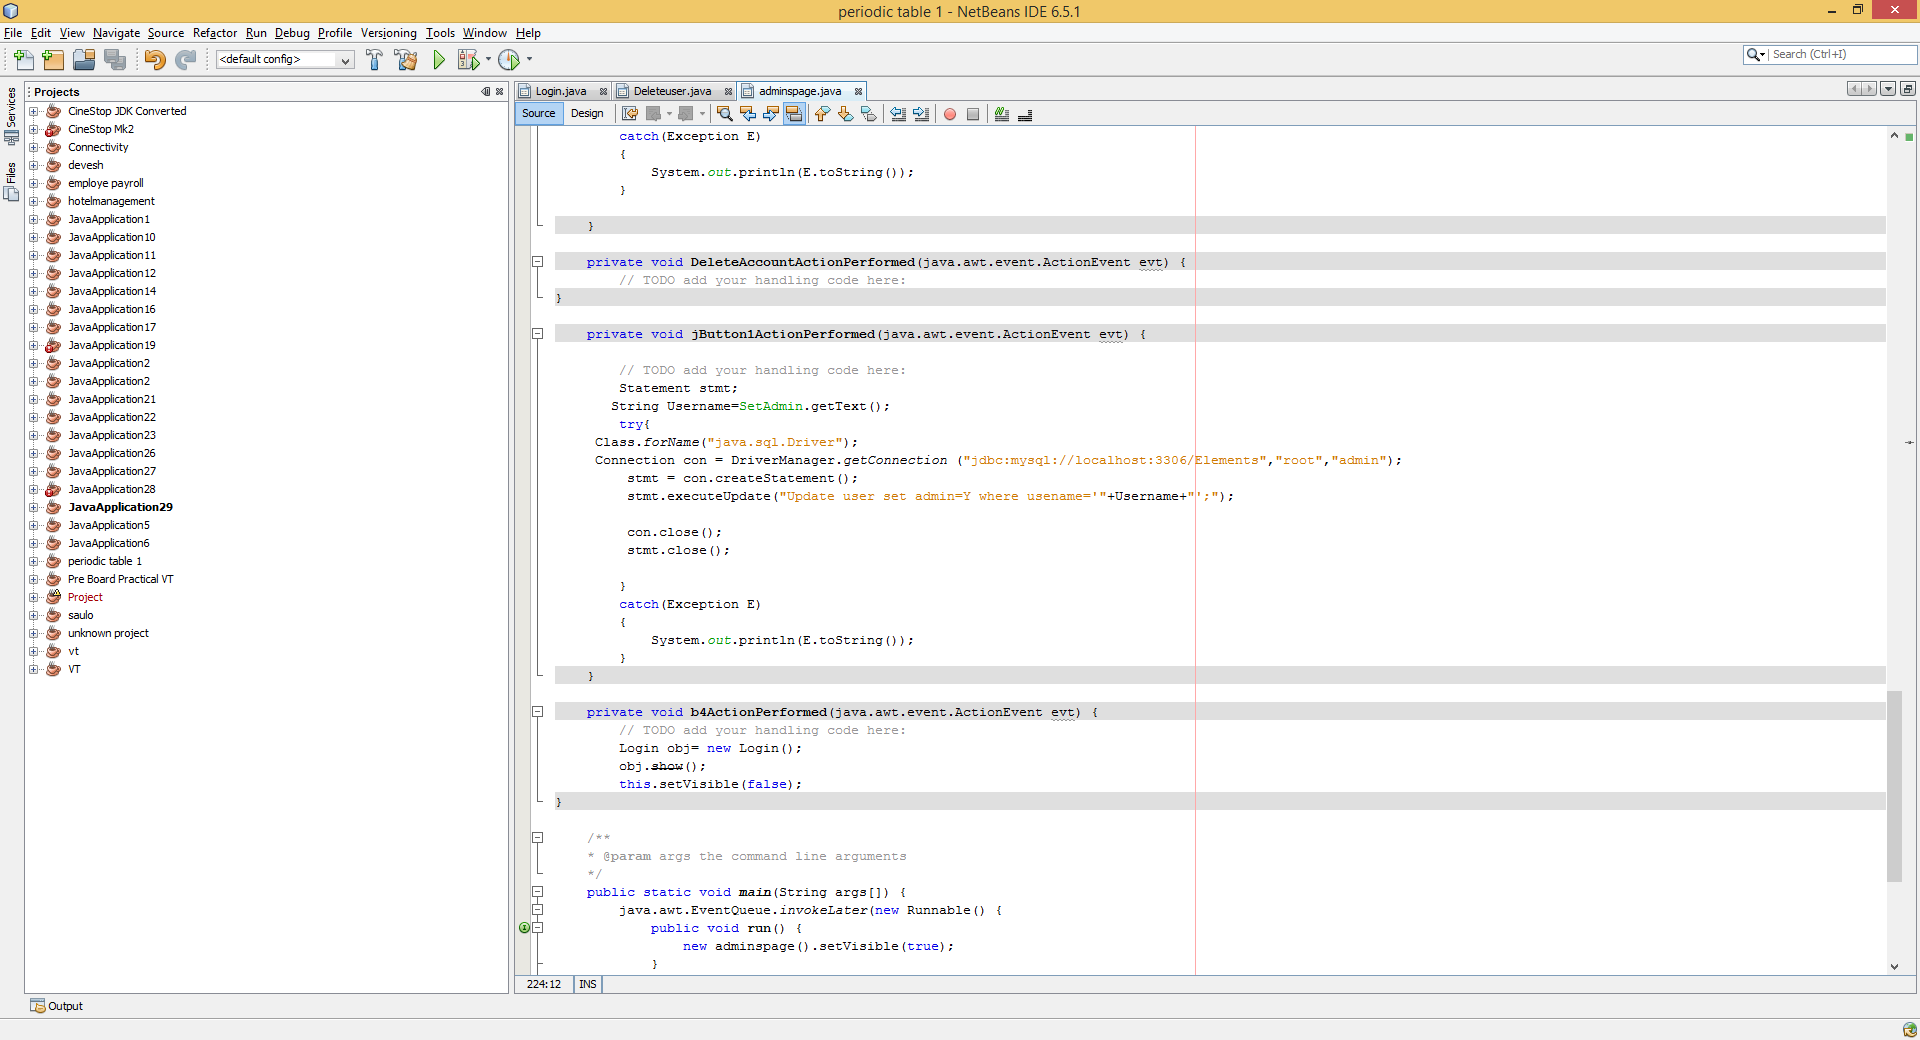 periodic table 1 - NetBeans IDE 6.5.1
File Edit View Navigate Source Refactor Run Debug Profile Versioning Tools Window Help
<default config>
Search (Ctrl+I)
Services
Files
Projects
CineStop JDK Converted
CineStop Mk2
Connectivity
devesh
employe payroll
hotelmanagement
JavaApplication1
JavaApplication10
JavaApplication11
JavaApplication12
JavaApplication14
JavaApplication16
JavaApplication17
JavaApplication19
JavaApplication2
JavaApplication2
JavaApplication21
JavaApplication22
JavaApplication23
JavaApplication26
JavaApplication27
JavaApplication28
JavaApplication29
JavaApplication5
JavaApplication6
periodic table 1
Pre Board Practical VT
Project
saulo
unknown project
vt
VT
Login.java Deleteuser.java adminspage.java
Source Design
catch(Exception E)
{
System.out.println(E.toString());
}
}
private void DeleteAccountActionPerformed(java.awt.event.ActionEvent evt) {
// TODO add your handling code here:
}
private void jButton1ActionPerformed(java.awt.event.ActionEvent evt) {
// TODO add your handling code here:
Statement stmt;
String Username=SetAdmin.getText();
try{
Class.forName("java.sql.Driver");
Connection con = DriverManager.getConnection ("jdbc:mysql://localhost:3306/Elements","root","admin");
stmt = con.createStatement();
stmt.executeUpdate("Update user set admin=Y where usename='"+Username+"';");
con.close();
stmt.close();
}
catch(Exception E)
{
System.out.println(E.toString());
}
}
private void b4ActionPerformed(java.awt.event.ActionEvent evt) {
// TODO add your handling code here:
Login obj= new Login();
obj.show();
this.setVisible(false);
}
/**
* @param args the command line arguments
*/
public static void main(String args[]) {
java.awt.EventQueue.invokeLater(new Runnable() {
public void run() {
new adminspage().setVisible(true);
}
224:12 INS
Output